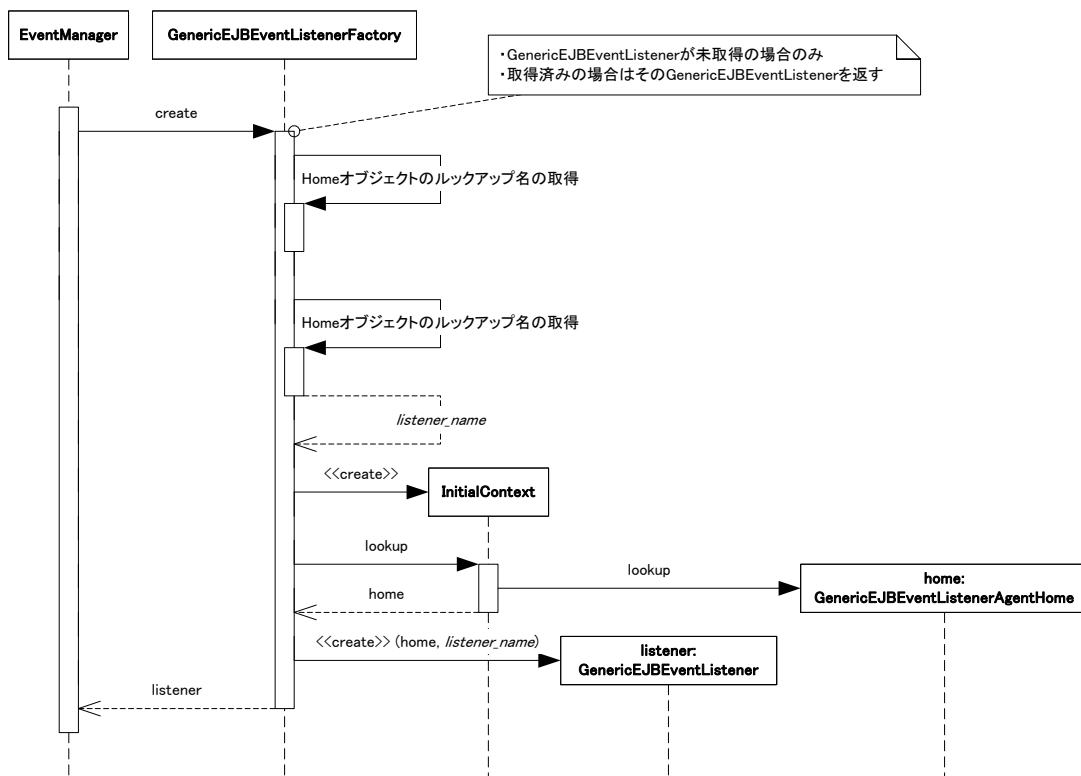 EventManager
GenericEJBEventListenerFactory
・GenericEJBEventListenerが未取得の場合のみ
・取得済みの場合はそのGenericEJBEventListenerを返す
create
Homeオブジェクトのルックアップ名の取得
Homeオブジェクトのルックアップ名の取得
listener_name
<<create>>
InitialContext
lookup
lookup
home:
GenericEJBEventListenerAgentHome
home
<<create>> (home, listener_name)
listener:
GenericEJBEventListener
listener